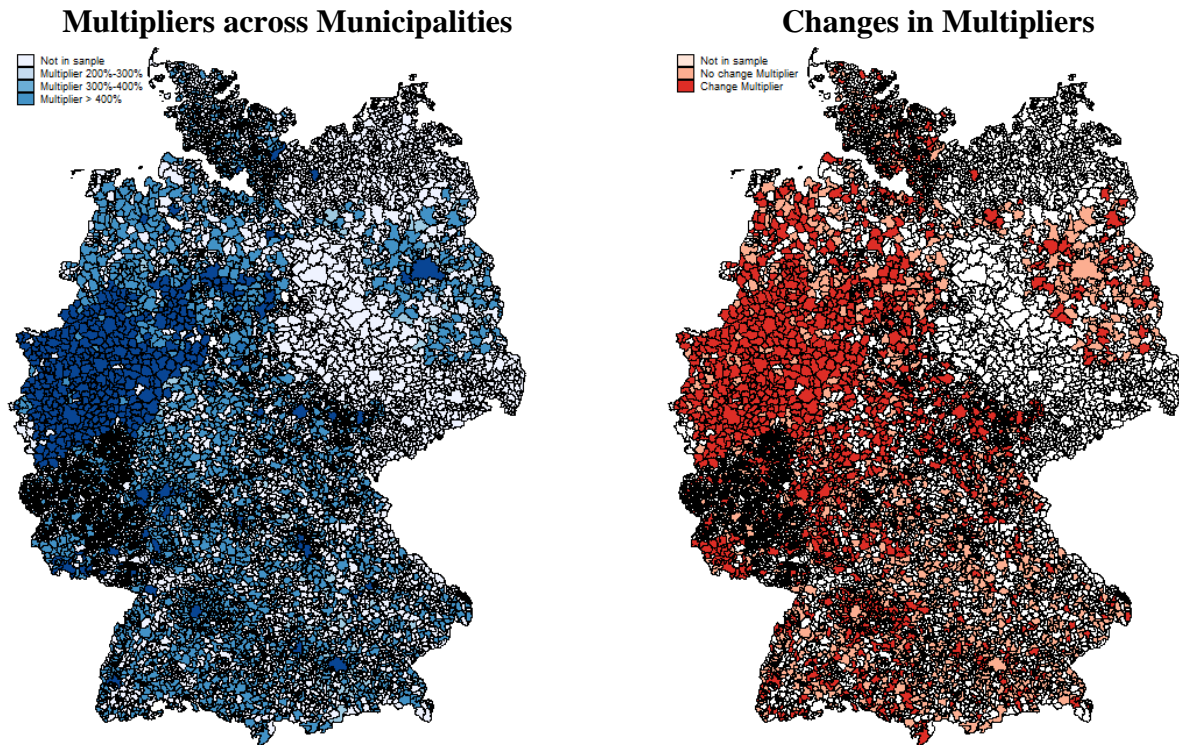 Multipliers across Municipalities
Not in sample
Multiplier 200%-300%
Multiplier 300%-400%
Multiplier > 400%
Changes in Multipliers
Not in sample
No change Multiplier
Change Multiplier